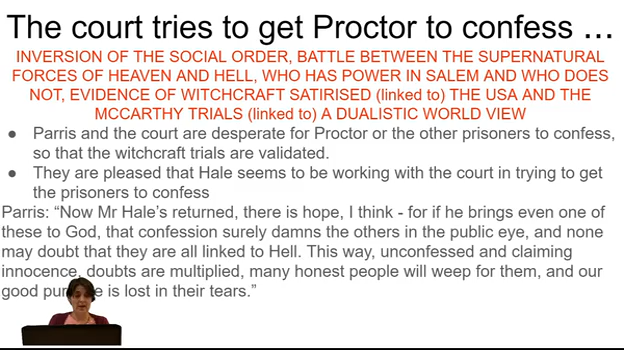 The court tries to get Proctor to confess ...
INVERSION OF THE SOCIAL ORDER, BATTLE BETWEEN THE SUPERNATURAL
FORCES OF HEAVEN AND HELL, WHO HAS POWER IN SALEM AND WHO DOES
NOT, EVIDENCE OF WITCHCRAFT SATIRISED (linked to) THE USA AND THE
MCCARTHY TRIALS (linked to) A DUALISTIC WORLD VIEW
● Parris and the court are desperate for Proctor or the other prisoners to confess,
so that the witchcraft trials are validated.
● They are pleased that Hale seems to be working with the court in trying to get
the prisoners to confess
Parris: “Now Mr Hale’s returned, there is hope, I think - for if he brings even one of
these to God, that confession surely damns the others in the public eye, and none
may doubt that they are all linked to Hell. This way, unconfessed and claiming
innocence, doubts are multiplied, many honest people will weep for them, and our
good is lost in their tears.”